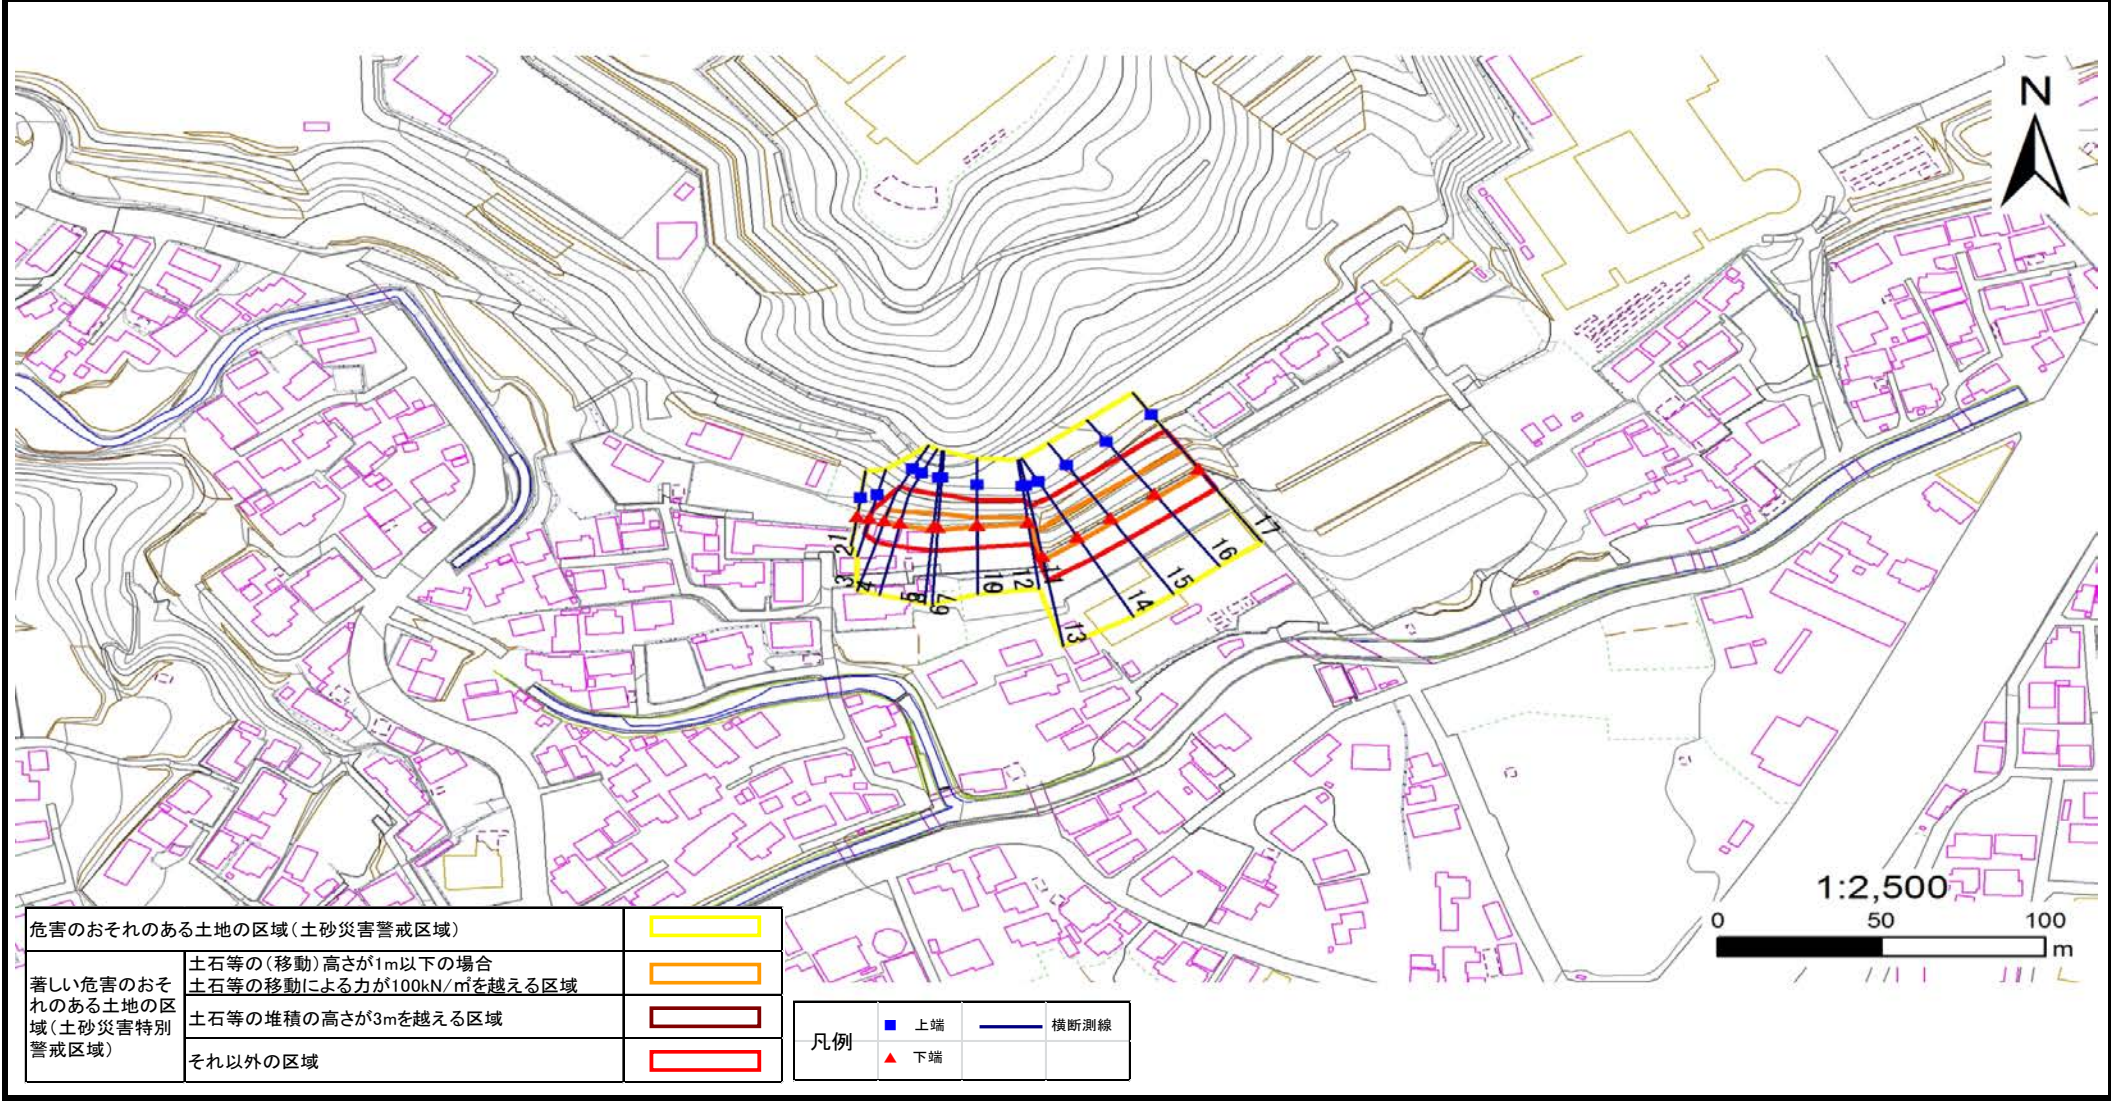 N
1
2
3
4
5
8
6
7
10
12
11
13
14
15
16
17
1:2,500
0 50 100
m
危害のおそれのある土地の区域(土砂災害警戒区域)
著しい危害のおそ
れのある土地の区
域(土砂災害特別
警戒区域)
土石等の(移動)高さが1m以下の場合
土石等の移動による力が100kN/㎡を越える区域
土石等の堆積の高さが3mを越える区域
それ以外の区域
凡例
上端
横断測線
下端